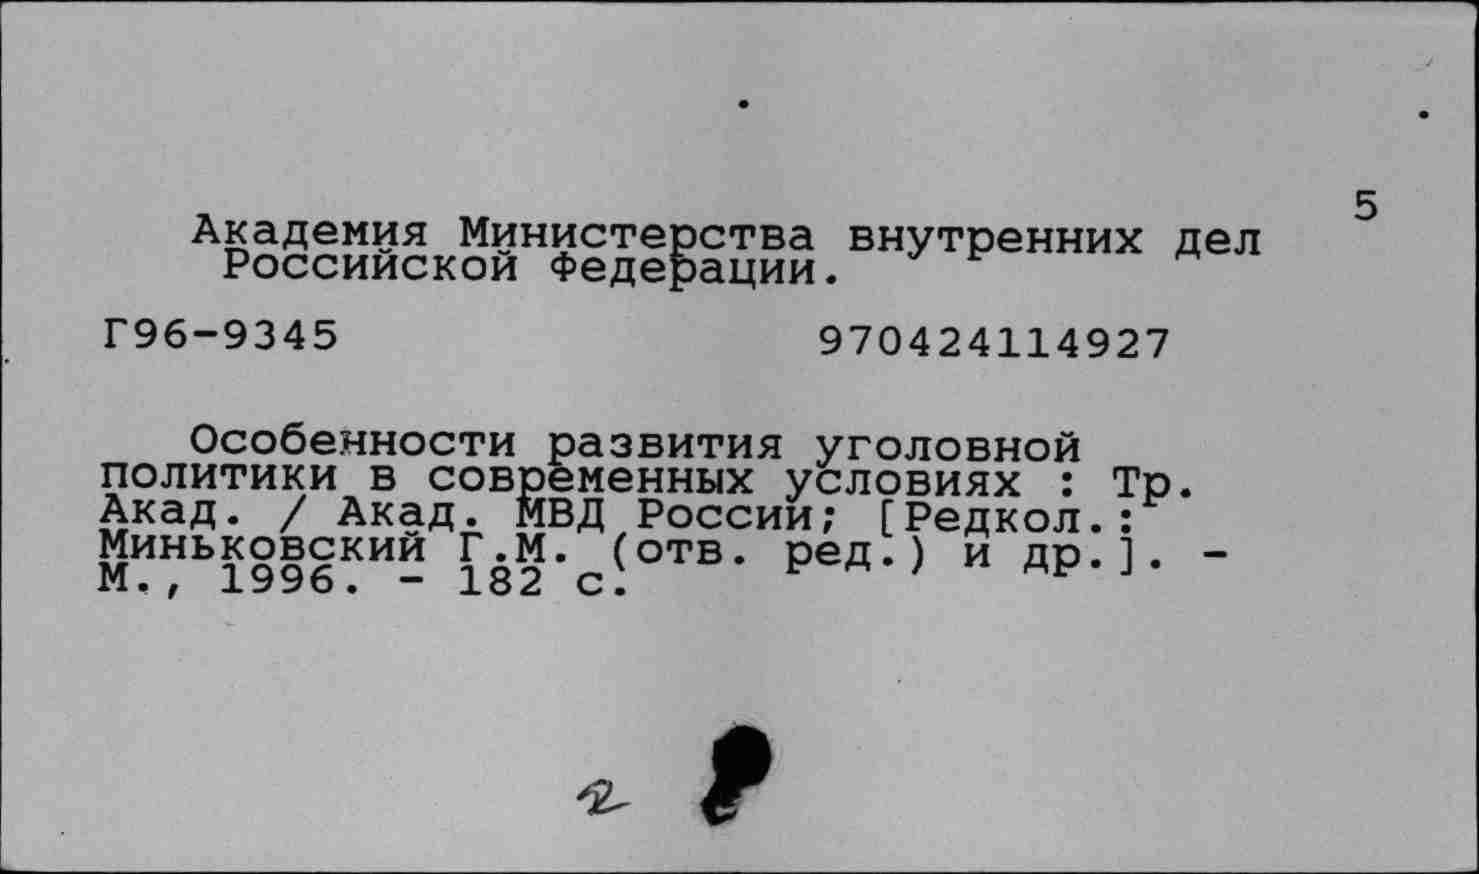 5
Академия Министерства внутренних дел
Российской Федерации.
Г96-9345 970424114927
Особенности развития уголовной
политики в современных условиях : Тр.
Акад. / Акад. МВД России; [Редкол.:
Миньковский Г.М. (отв. ред.) и др.]. -
М., 1996. - 182 с.
2